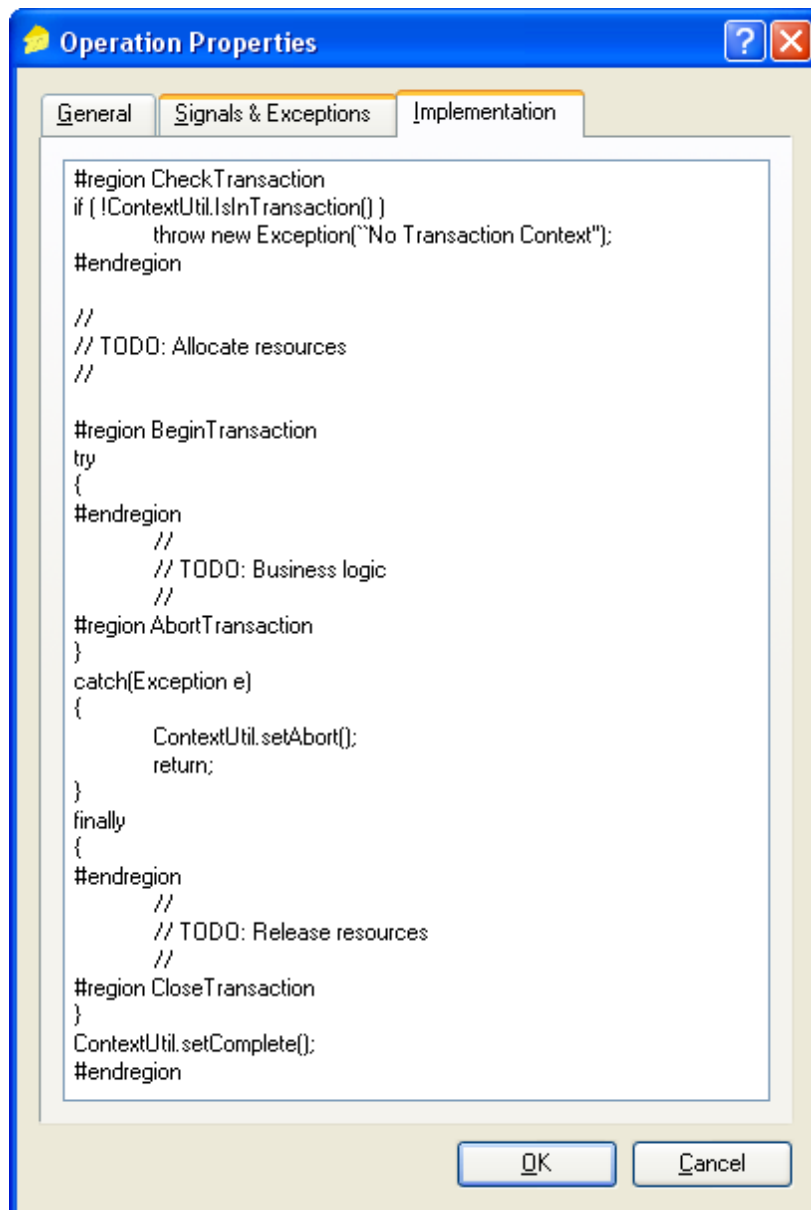 Operation Properties
General
Signals & Exceptions
Implementation
#region CheckTransaction
if ( !ContextUtil.IsInTransaction() )
throw new Exception(``No Transaction Context");
#endregion
//
// TODO: Allocate resources
//
#region BeginTransaction
try
{
#endregion
//
// TODO: Business logic
//
#region AbortTransaction
}
catch(Exception e)
{
ContextUtil.setAbort();
return;
}
finally
{
#endregion
//
// TODO: Release resources
//
#region CloseTransaction
}
ContextUtil.setComplete();
#endregion
OK
Cancel